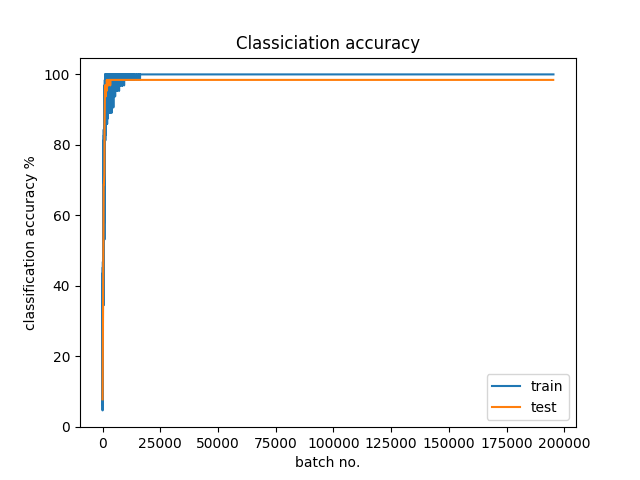 Classiciation accuracy
classification accuracy %
100
80
60
40
20
0
0 25000 50000 75000 100000 125000 150000 175000 200000
batch no.
train
test